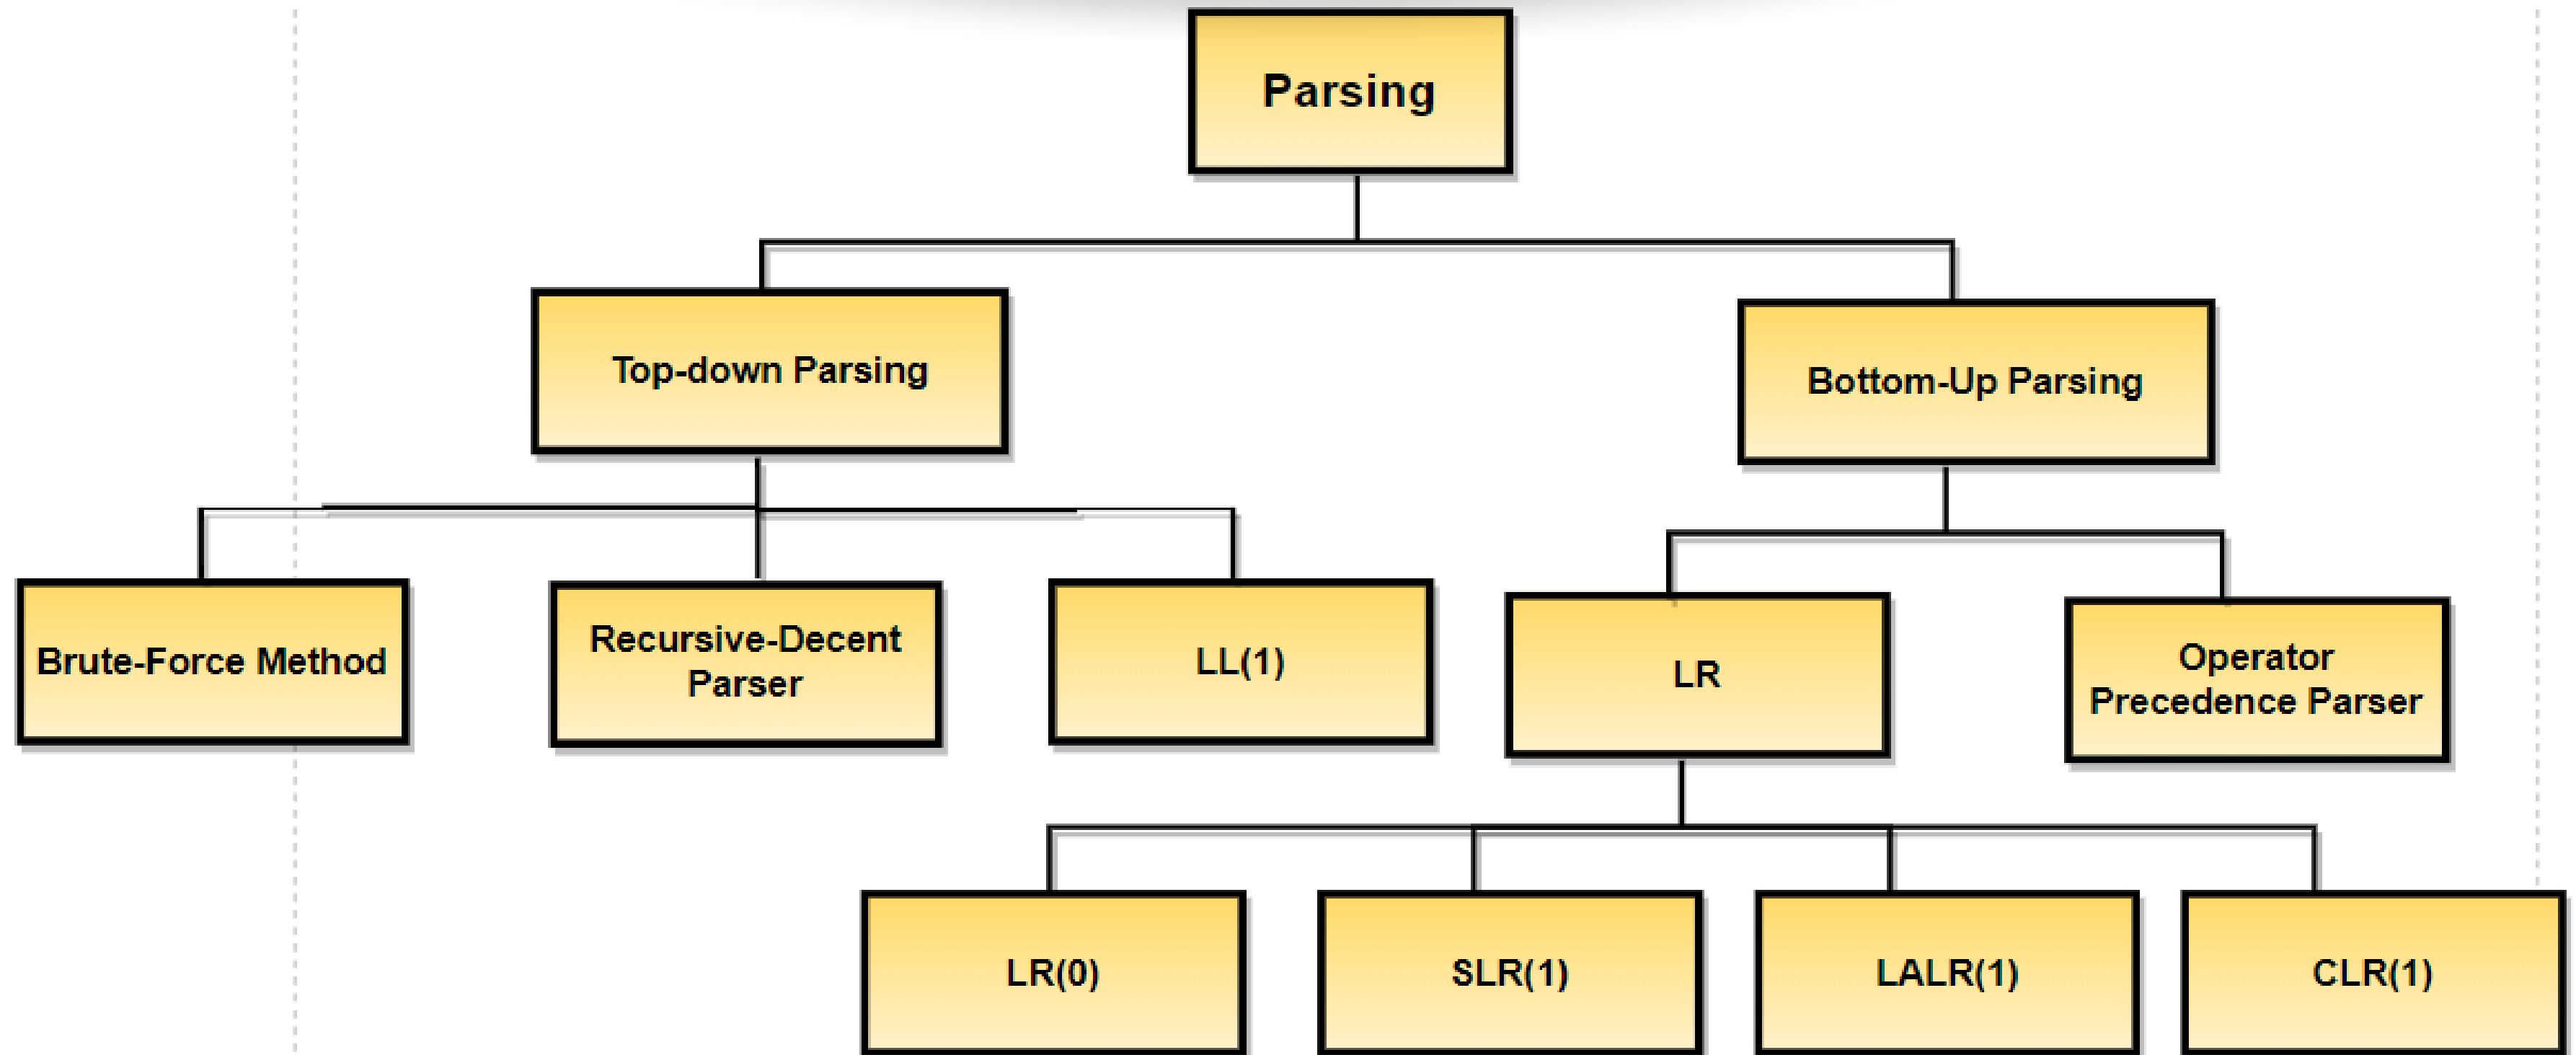 Parsing
Top-down Parsing
Bottom-Up Parsing
Brute-Force Method
Recursive-Decent
Parser
LL(1)
LR
Operator
Precedence Parser
LR(0)
SLR(1)
LALR(1)
CLR(1)